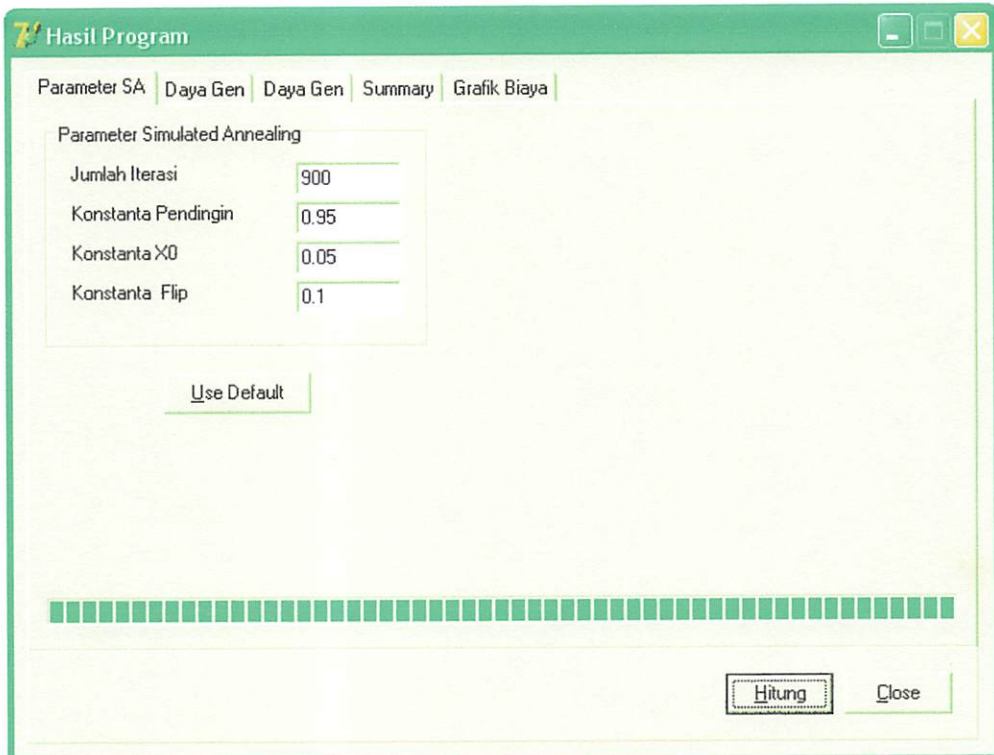 Hasil Program
Parameter SA Daya Gen Daya Gen Summary Grafik Biaya
Parameter Simulated Annealing
Jumlah Iterasi 900
Konstanta Pendingin 0.95
Konstanta X0 0.05
Konstanta Flip 0.1
Use Default
Hitung Close